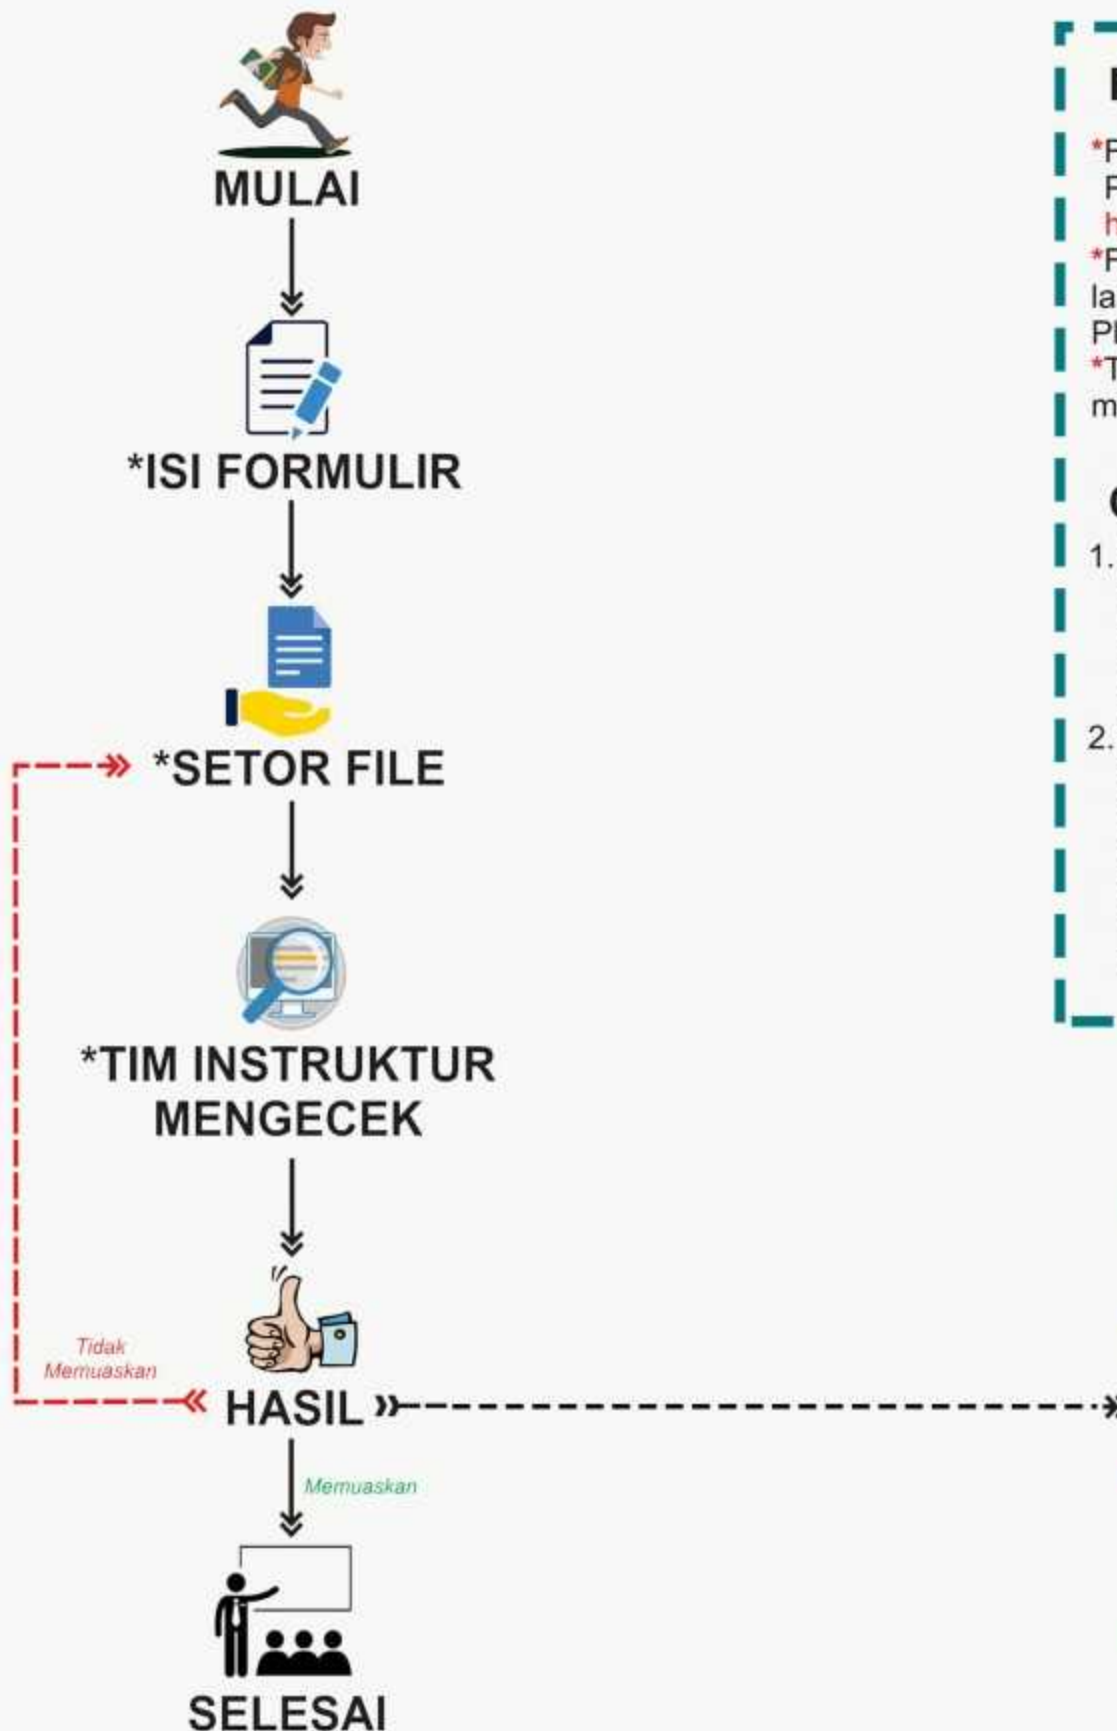 MULAI
*ISI FORMULIR
*SETOR FILE
*TIM INSTRUKTUR
MENGECEK
Tidak
Memuaskan
HASIL
Memuaskan
SELESAI
1.
2.